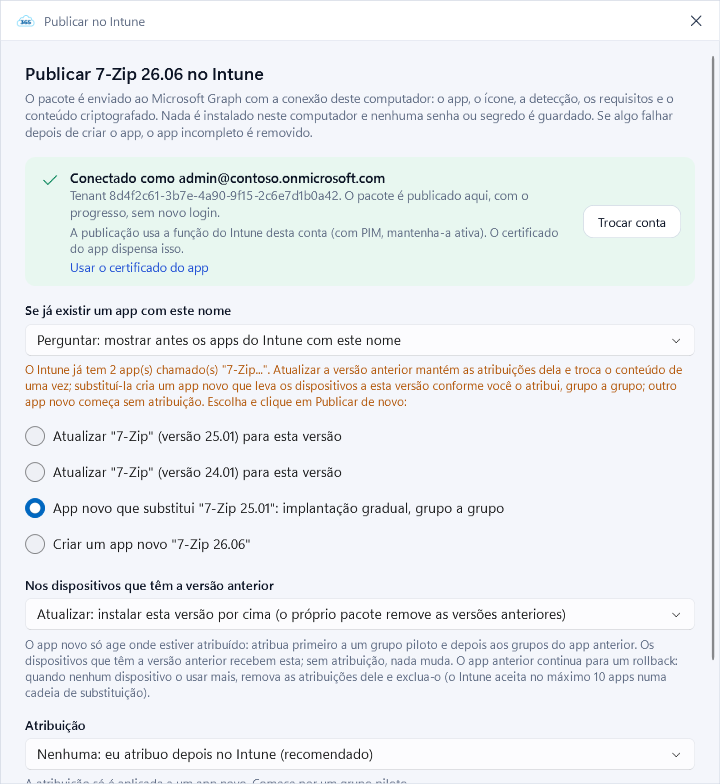 365 Publicar no Intune
Publicar 7-Zip 26.06 no Intune
O pacote é enviado ao Microsoft Graph com a conexão deste computador: o app, o ícone, a detecção, os requisitos e o
conteúdo criptografado. Nada é instalado neste computador e nenhuma senha ou segredo é guardado. Se algo falhar
depois de criar o app, o app incompleto é removido.
Conectado como admin@contoso.onmicrosoft.com
Tenant 8d4f2c61-3b7e-4a90-9f15-2c6e7d1b0a42. O pacote é publicado aqui, com o
progresso, sem novo login.
A publicação usa a função do Intune desta conta (com PIM, mantenha-a ativa). O certificado
do app dispensa isso.
Usar o certificado do app
Trocar conta
Se já existir um app com este nome
Perguntar: mostrar antes os apps do Intune com este nome
O Intune já tem 2 app(s) chamado(s) "7-Zip...". Atualizar a versão anterior mantém as atribuições dela e troca o conteúdo de
uma vez; substituí-la cria um app novo que leva os dispositivos a esta versão conforme você o atribui, grupo a grupo; outro
app novo começa sem atribuição. Escolha e clique em Publicar de novo:
Atualizar "7-Zip" (versão 25.01) para esta versão
Atualizar "7-Zip" (versão 24.01) para esta versão
App novo que substitui "7-Zip 25.01": implantação gradual, grupo a grupo
Criar um app novo "7-Zip 26.06"
Nos dispositivos que têm a versão anterior
Atualizar: instalar esta versão por cima (o próprio pacote remove as versões anteriores)
O app novo só age onde estiver atribuído: atribua primeiro a um grupo piloto e depois aos grupos do app anterior. Os
dispositivos que têm a versão anterior recebem esta; sem atribuição, nada muda. O app anterior continua para um rollback:
quando nenhum dispositivo o usar mais, remova as atribuições dele e exclua-o (o Intune aceita no máximo 10 apps numa
cadeia de substituição).
Atribuição
Nenhuma: eu atribuo depois no Intune (recomendado)
A atribuição só é aplicada a um app novo. Comece por um grupo piloto.